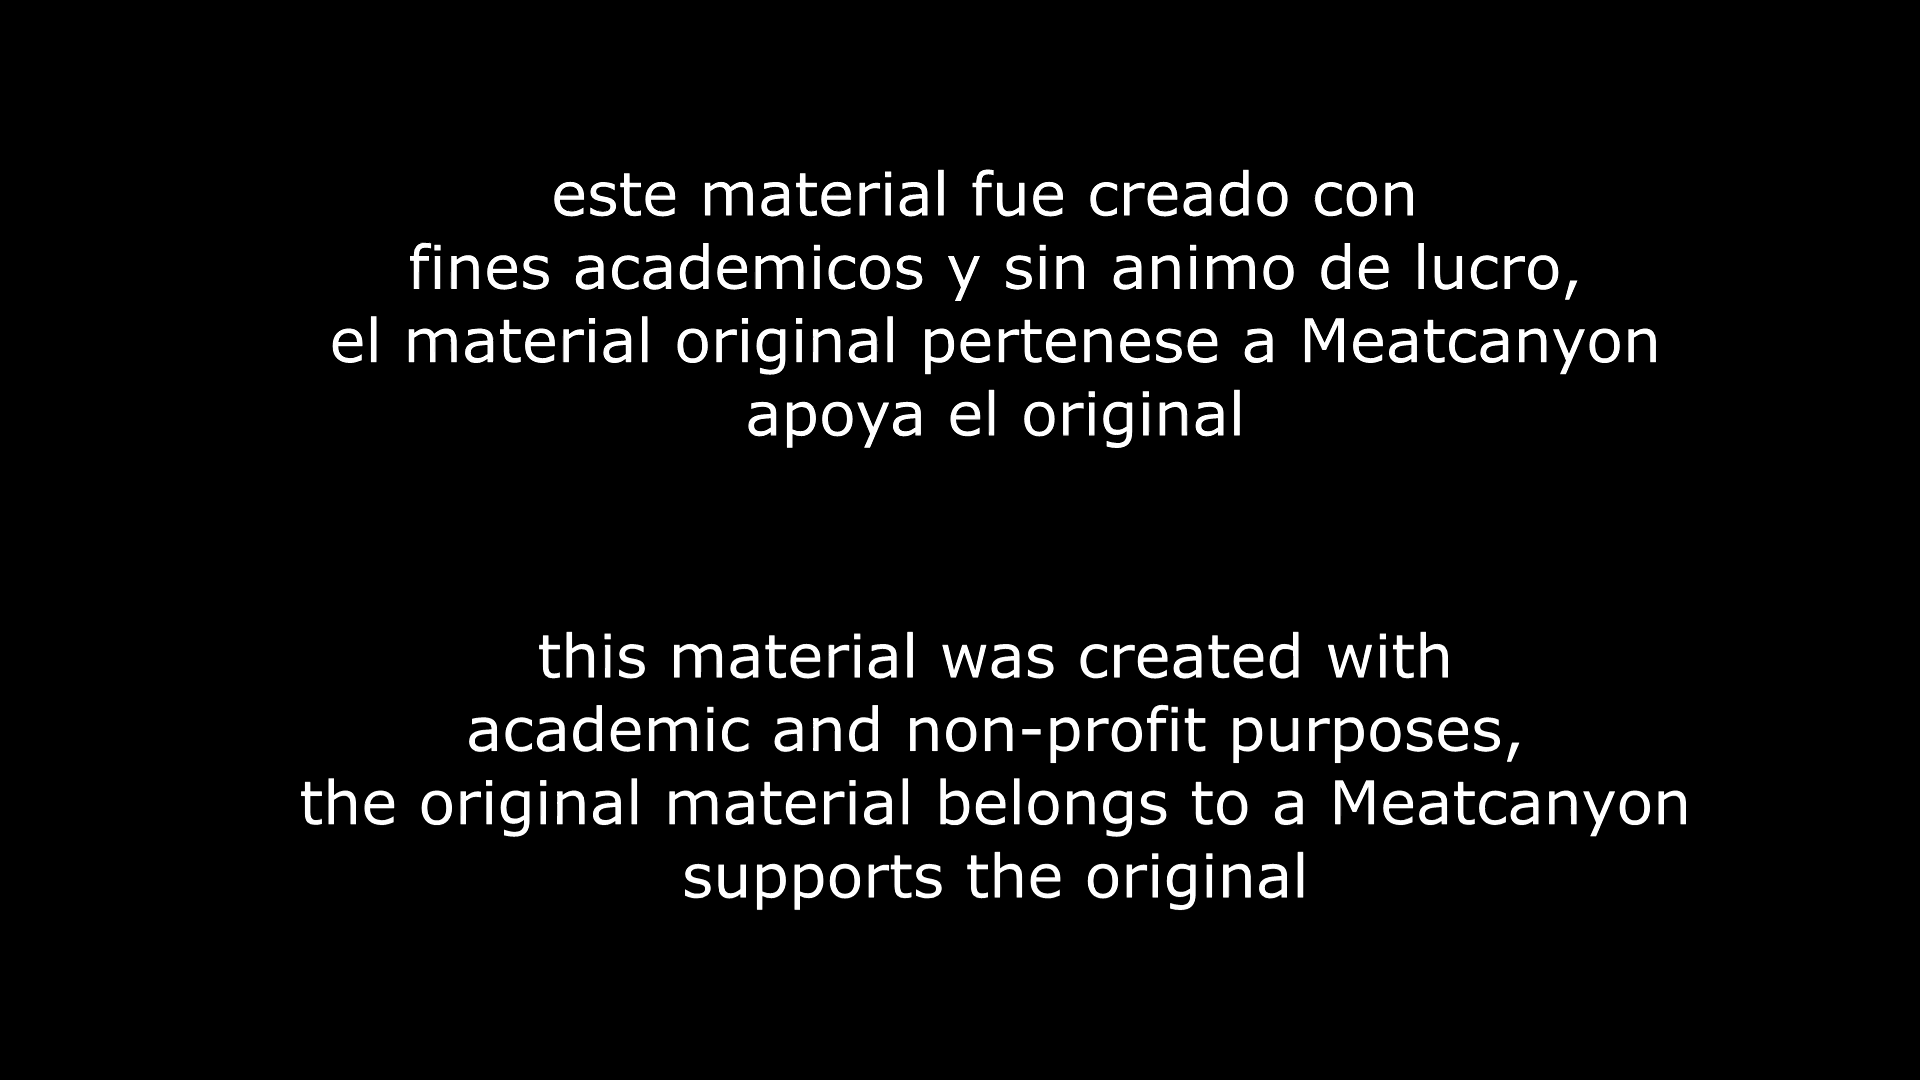 este material fue creado con
fines academicos y sin animo de lucro,
el material original pertenese a Meatcanyon
apoya el original
this material was created with
academic and non-profit purposes,
the original material belongs to a Meatcanyon
supports the original